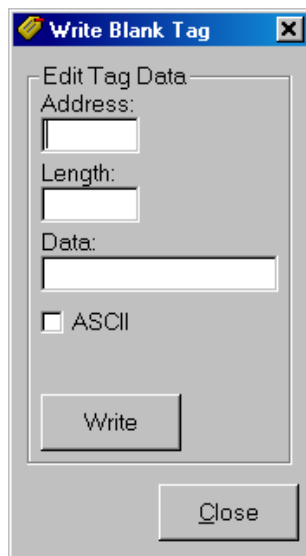 Write Blank Tag
Edit Tag Data
Address:
Length:
Data:
ASCII
Write
Close